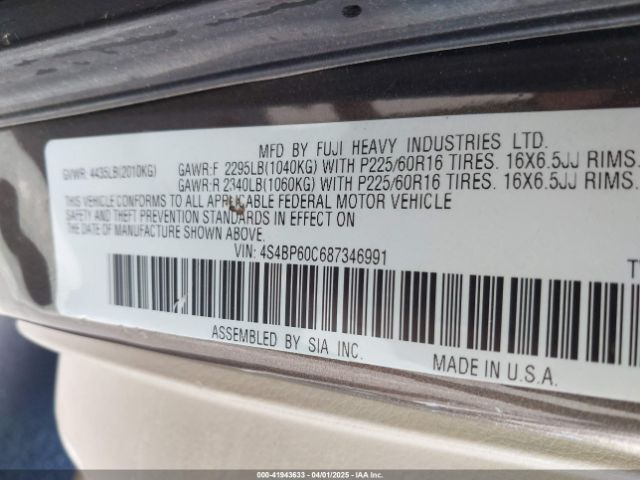 MFD BY FUJI HEAVY INDUSTRIES LTD.
GVWR: 4435LB(2010KG) GAWR:F 2295LB(1040KG) WITH P225/60R16 TIRES. 16X6.5JJ RIMS.
GAWR:R 2340LB(1060KG) WITH P225/60R16 TIRES. 16X6.5JJ RIMS.
THIS VEHICLE CONFORMS TO ALL APPLICABLE FEDERAL MOTOR VEHICLE
SAFETY AND THEFT PREVENTION STANDARDS IN EFFECT
ON THE DATE OF MANUFACTURE SHOWN ABOVE.
VIN: 4S4BP60C687346991
ASSEMBLED BY SIA INC.
MADE IN U.S.A.
000-41943633 - 04/01/2025 - IAAI.COM